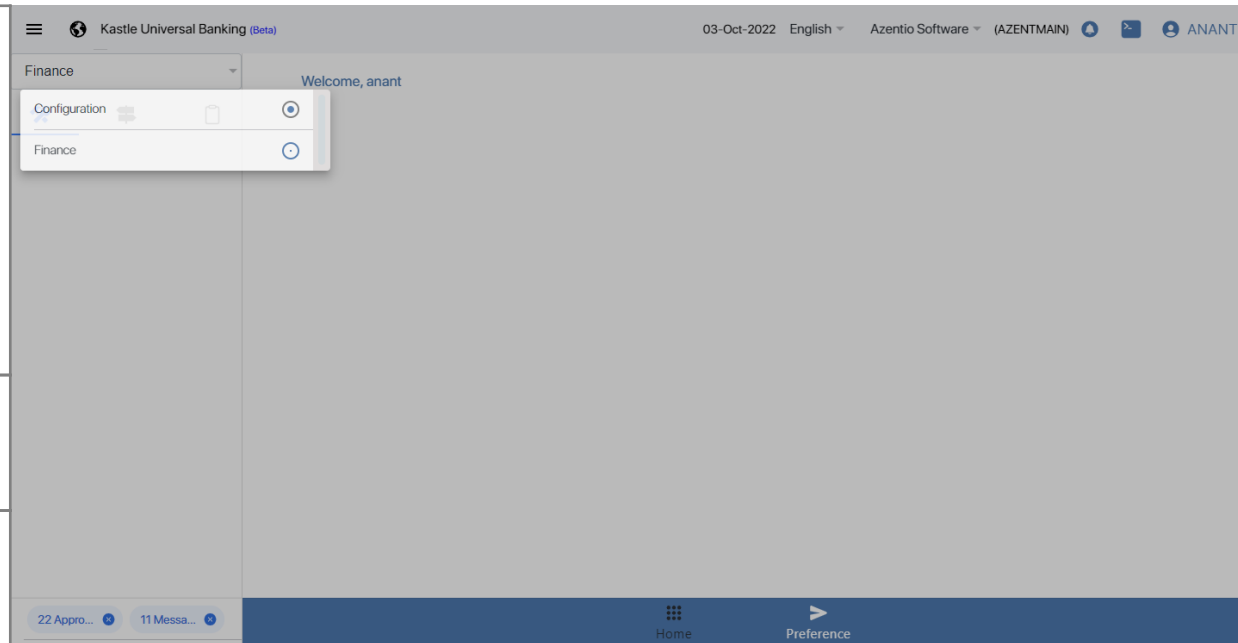 Kastle Universal Banking (Beta)
03-Oct-2022 English Azentio Software (AZENTMAIN) ANANT
Finance
Welcome, anant
Configuration
Finance
22 Appro... 11 Messa...
Home Preference